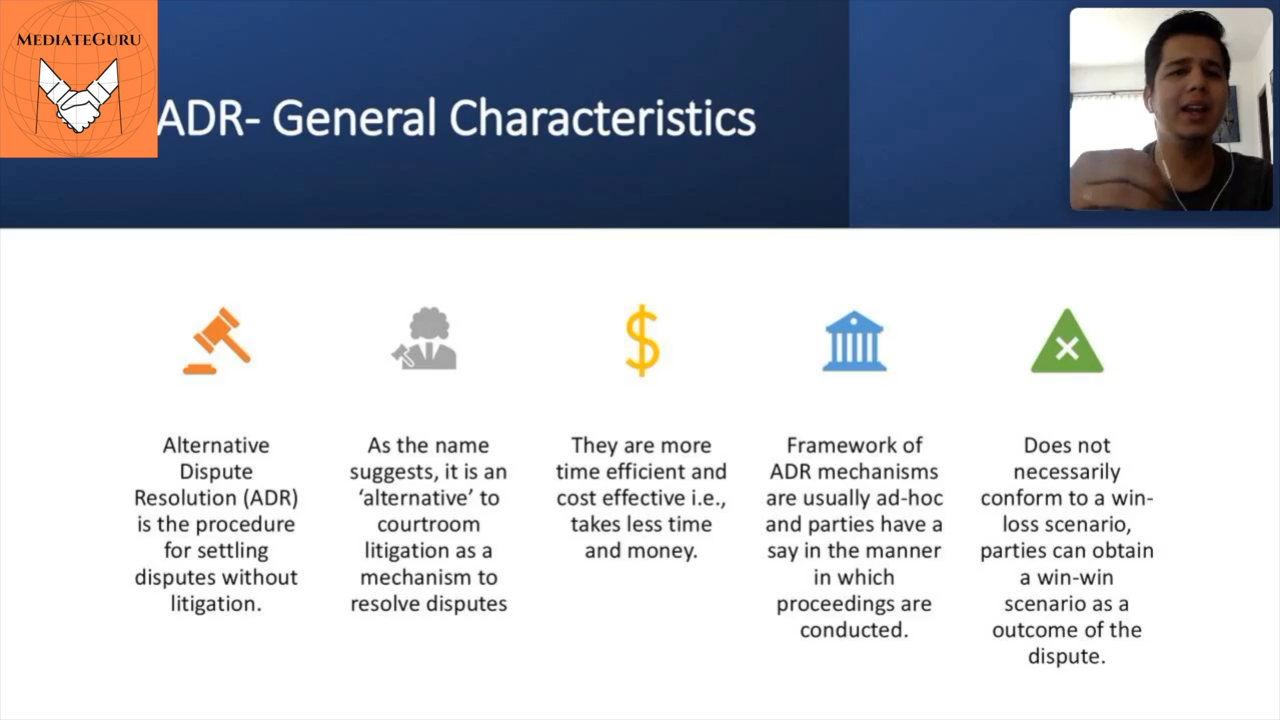 MEDIATEGURU
ADR- General Characteristics
Alternative
Dispute
Resolution (ADR)
is the procedure
for settling
disputes without
litigation.
As the name
suggests, it is an
‘alternative’ to
courtroom
litigation as a
mechanism to
resolve disputes
They are more
time efficient and
cost effective i.e.,
takes less time
and money.
Framework of
ADR mechanisms
are usually ad-hoc
and parties have a
say in the manner
in which
proceedings are
conducted.
Does not
necessarily
conform to a win-
loss scenario,
parties can obtain
a win-win
scenario as a
outcome of the
dispute.